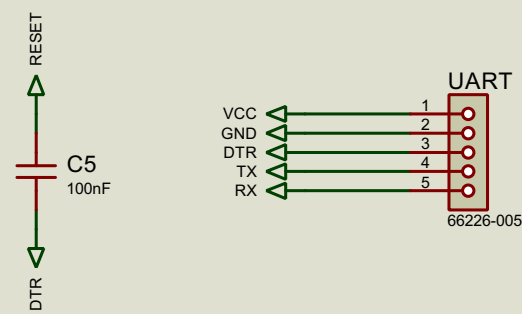 RESET
C5
100nF
DTR
UART
VCC 1
GND 2
DTR 3
TX 4
RX 5
66226-005